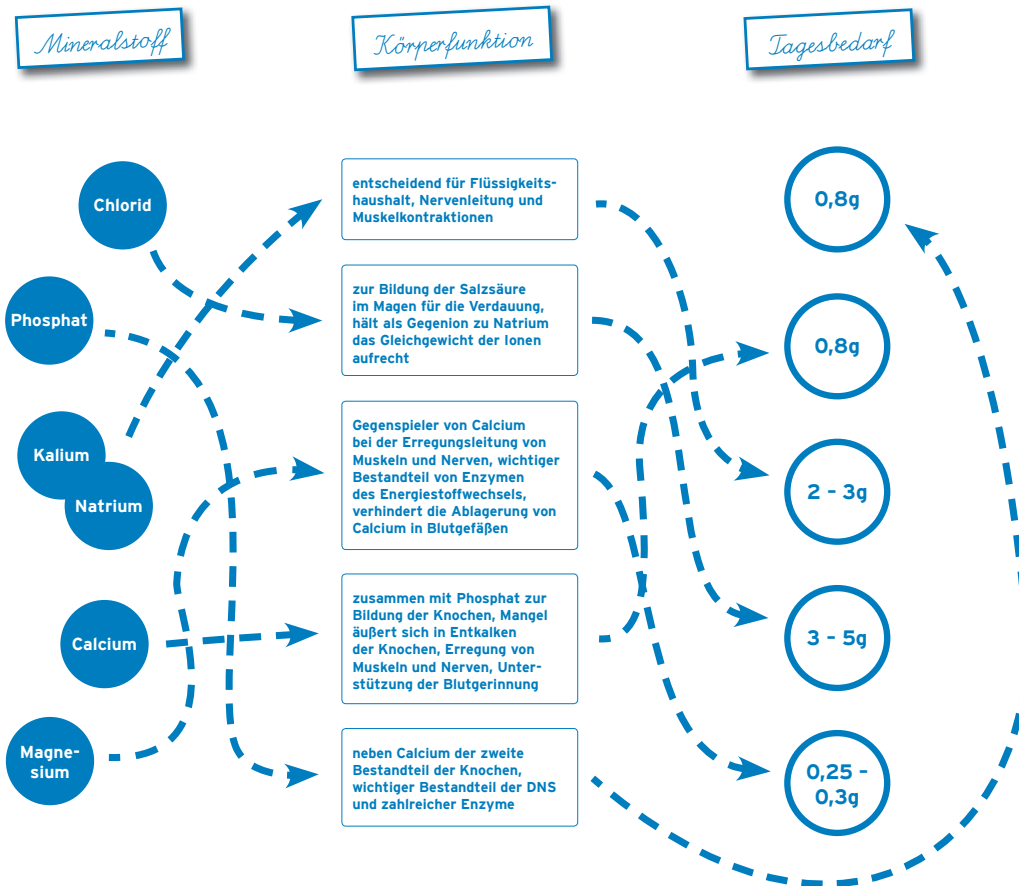 Mineralstoff
Körperfunktion
Tagesbedarf
Chlorid
Phosphat
Kalium
Natrium
Calcium
Magne-
sium
entscheidend für Flüssigkeits-
haushalt, Nervenleitung und
Muskelkontraktionen
zur Bildung der Salzsäure
im Magen für die Verdauung,
hält als Gegenion zu Natrium
das Gleichgewicht der Ionen
aufrecht
Gegenspieler von Calcium
bei der Erregungsleitung von
Muskeln und Nerven, wichtiger
Bestandteil von Enzymen
des Energiestoffwechsels,
verhindert die Ablagerung von
Calcium in Blutgefäßen
zusammen mit Phosphat zur
Bildung der Knochen, Mangel
äußert sich in Entkalken
der Knochen, Erregung von
Muskeln und Nerven, Unter-
stützung der Blutgerinnung
neben Calcium der zweite
Bestandteil der Knochen,
wichtiger Bestandteil der DNS
und zahlreicher Enzyme
0,8g
0,8g
2 - 3g
3 - 5g
0,25 -
0,3g